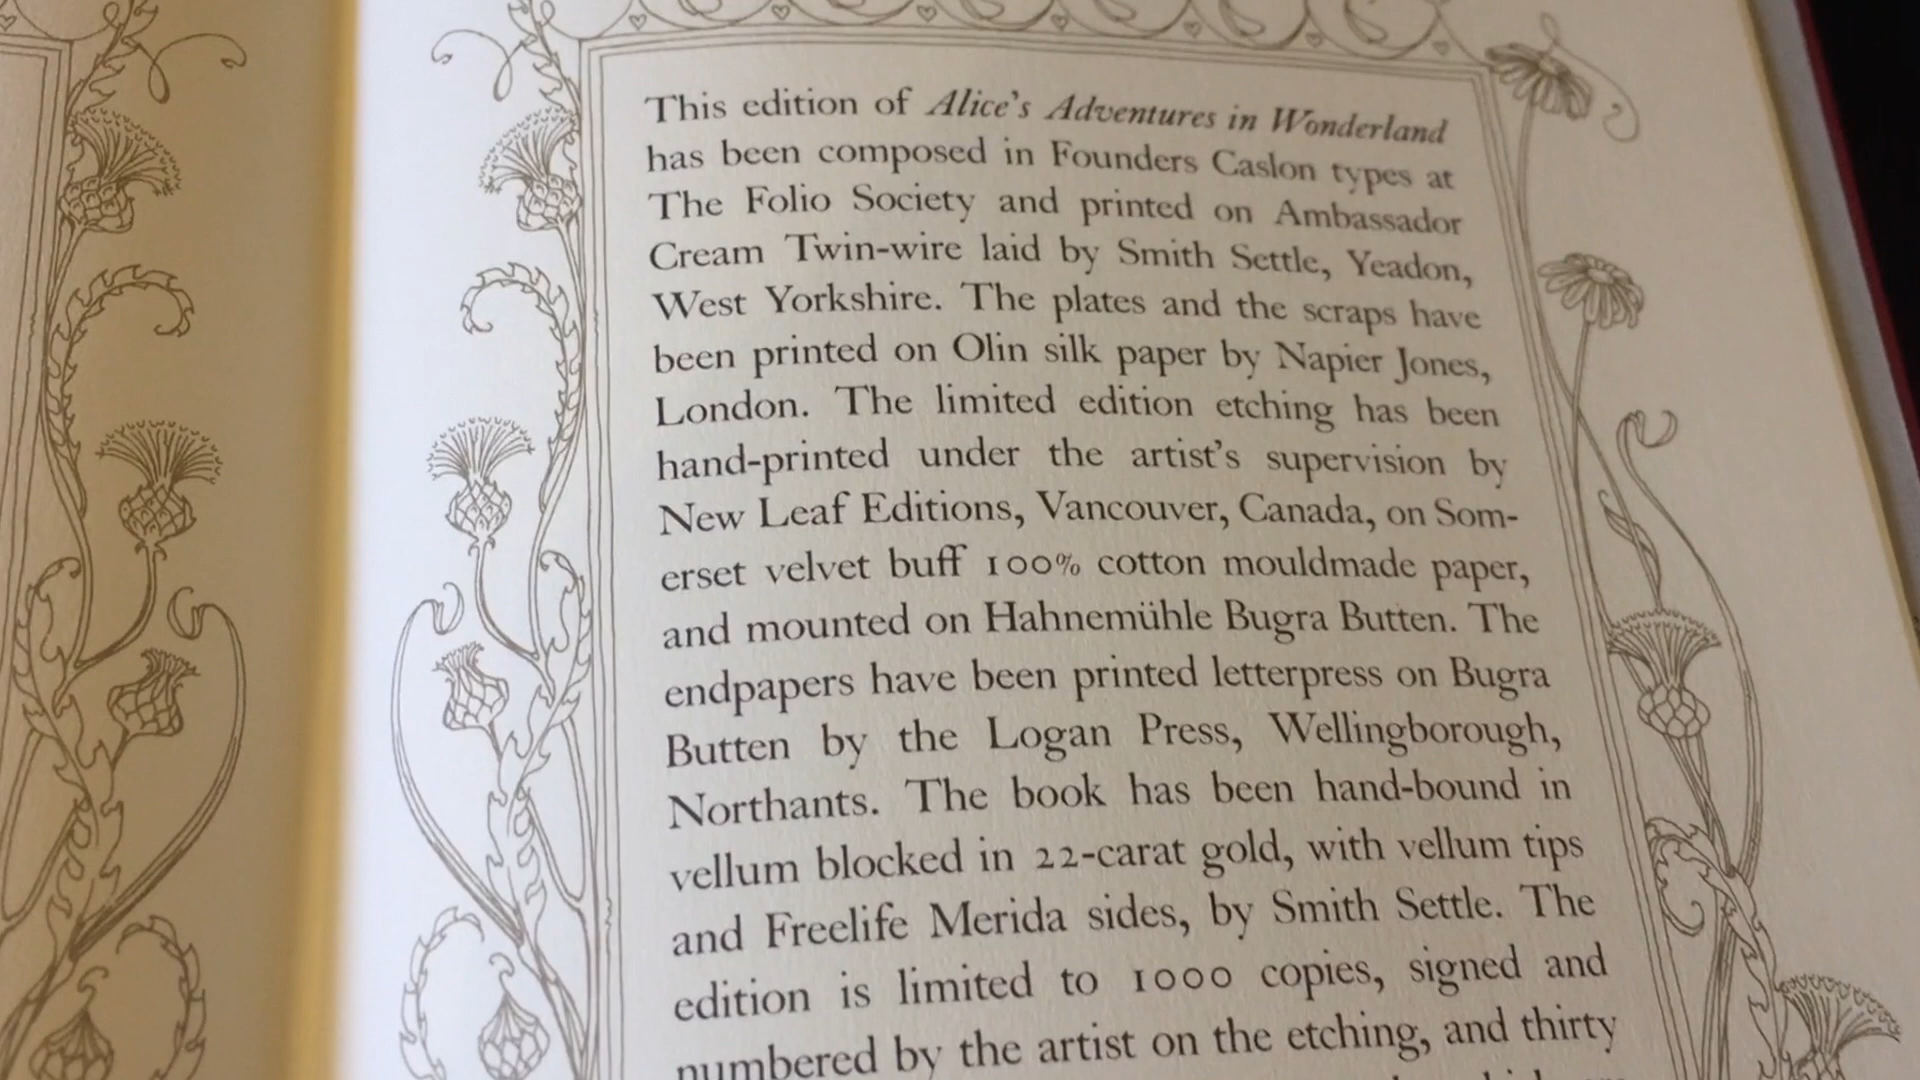 This edition of Alice's Adventures in Wonderland
has been composed in Founders Caslon types at
The Folio Society and printed on Ambassador
Cream Twin-wire laid by Smith Settle, Yeadon,
West Yorkshire. The plates and the scraps have
been printed on Olin silk paper by Napier Jones,
London. The limited edition etching has been
hand-printed under the artist's supervision by
New Leaf Editions, Vancouver, Canada, on Som-
erset velvet buff 100% cotton mouldmade paper,
and mounted on Hahnemühle Bugra Butten. The
endpapers have been printed letterpress on Bugra
Butten by the Logan Press, Wellingborough,
Northants. The book has been hand-bound in
vellum blocked in 22-carat gold, with vellum tips
and Freelife Merida sides, by Smith Settle. The
edition is limited to 1000 copies, signed and
numbered by the artist on the etching, and thirty